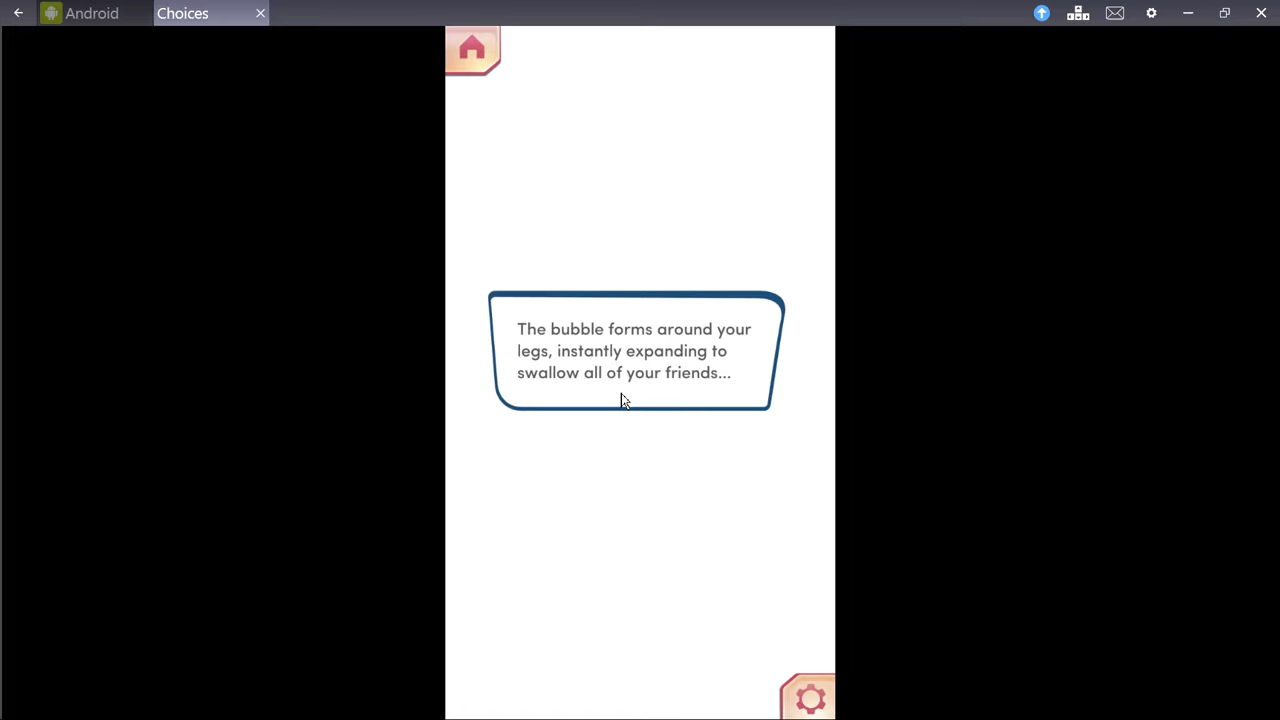 Android
Choices
The bubble forms around your
legs, instantly expanding to
swallow all of your friends...